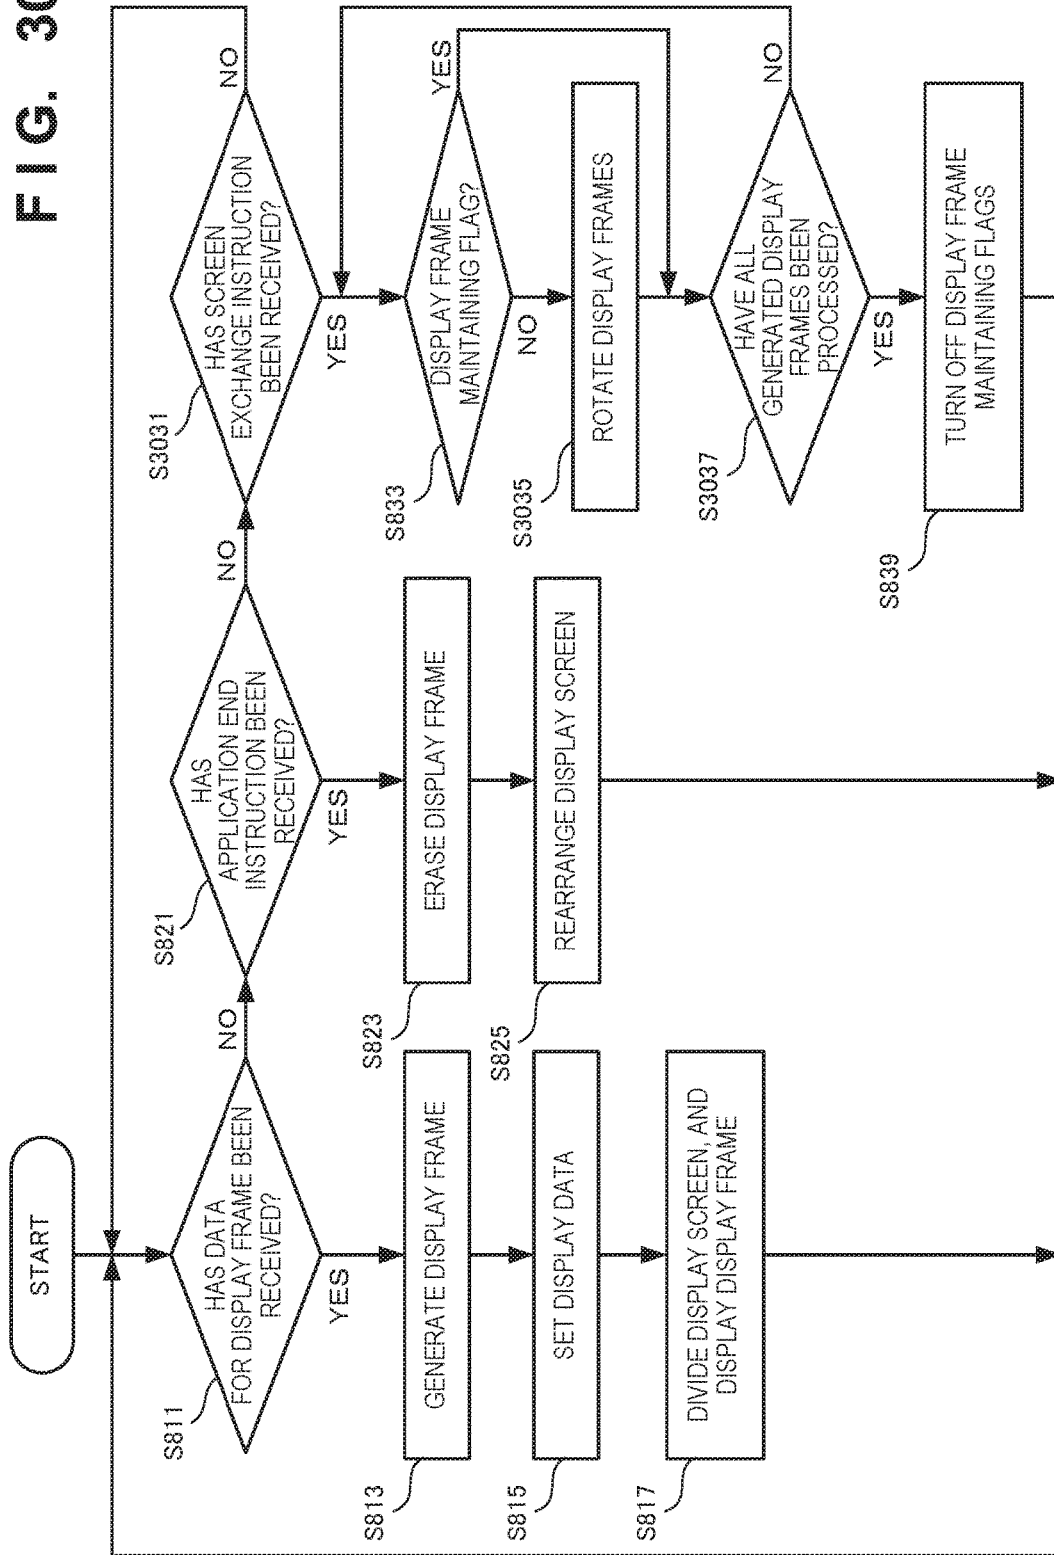 FIG. 30
START
S811
HAS DATA
FOR DISPLAY FRAME BEEN
RECEIVED?
NO
YES
S813
GENERATE DISPLAY FRAME
S815
SET DISPLAY DATA
S817
DIVIDE DISPLAY SCREEN, AND
DISPLAY DISPLAY FRAME
S821
HAS
APPLICATION END
INSTRUCTION BEEN
RECEIVED?
NO
YES
S823
ERASE DISPLAY FRAME
S825
REARRANGE DISPLAY SCREEN
S3031
HAS SCREEN
EXCHANGE INSTRUCTION
BEEN RECEIVED?
NO
YES
S833
DISPLAY FRAME
MAINTAINING FLAG?
YES
NO
S3035
ROTATE DISPLAY FRAMES
S3037
HAVE ALL
GENERATED DISPLAY
FRAMES BEEN
PROCESSED?
NO
YES
S839
TURN OFF DISPLAY FRAME
MAINTAINING FLAGS